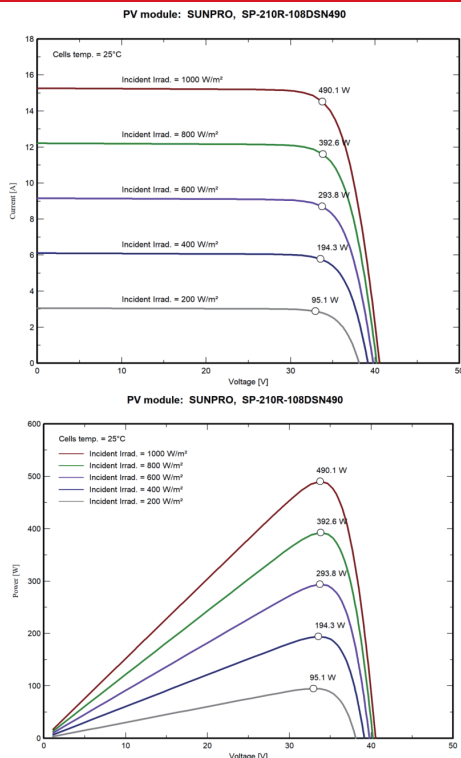 PV module: SUNPRO, SP-210R-108DSN490
18
Cells temp. = 25°C
16
Incident Irrad. = 1000 W/m²
490.1 W
14
Incident Irrad. = 800 W/m²
392.6 W
12
Incident Irrad. = 600 W/m²
293.8 W
10
Current [A]
8
Incident Irrad. = 400 W/m²
194.3 W
6
Incident Irrad. = 200 W/m²
95.1 W
4
2
0
0 10 20 30 40 50
Voltage [V]
PV module: SUNPRO, SP-210R-108DSN490
600
Cells temp. = 25°C
Incident Irrad. = 1000 W/m²
Incident Irrad. = 800 W/m²
Incident Irrad. = 600 W/m²
Incident Irrad. = 400 W/m²
Incident Irrad. = 200 W/m²
500
490.1 W
400
392.6 W
Power [W]
300
293.8 W
200
194.3 W
100
95.1 W
0
0 10 20 30 40 50
Voltage [V]